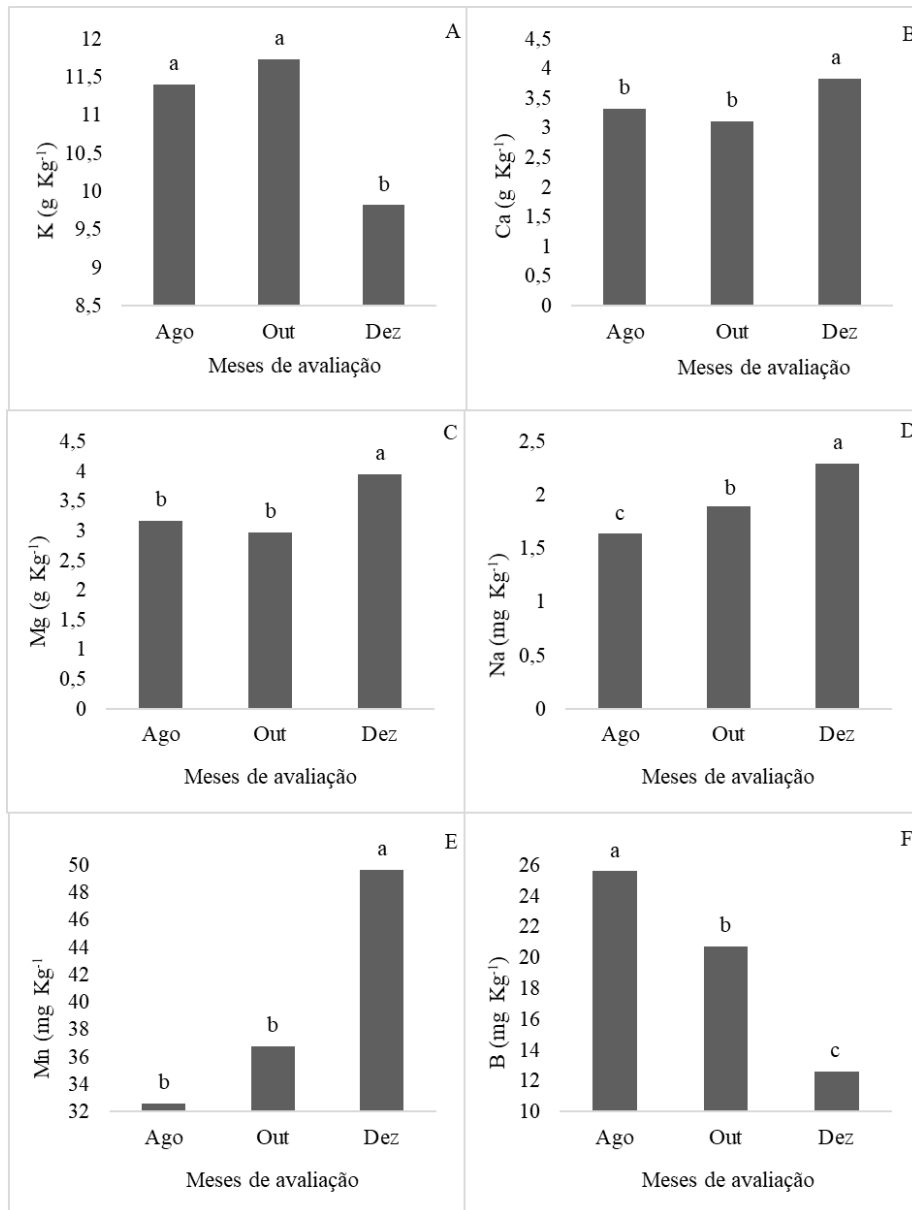 A
K (g Kg-1)
12
11,5
11
10,5
10
9,5
9
8,5
a
a
b
Ago
Out
Dez
Meses de avaliação
B
Ca (g Kg-1)
4,5
4
3,5
3
2,5
2
1,5
1
0,5
0
b
b
a
Ago
Out
Dez
Meses de avaliação
C
Mg (g Kg-1)
4,5
4
3,5
3
2,5
2
1,5
1
0,5
0
b
b
a
Ago
Out
Dez
Meses de avaliação
D
Na (mg Kg-1)
2,5
2
1,5
1
0,5
0
c
b
a
Ago
Out
Dez
Meses de avaliação
E
Mn (mg Kg-1)
50
48
46
44
42
40
38
36
34
32
b
b
a
Ago
Out
Dez
Meses de avaliação
F
B (mg Kg-1)
26
24
22
20
18
16
14
12
10
a
b
c
Ago
Out
Dez
Meses de avaliação